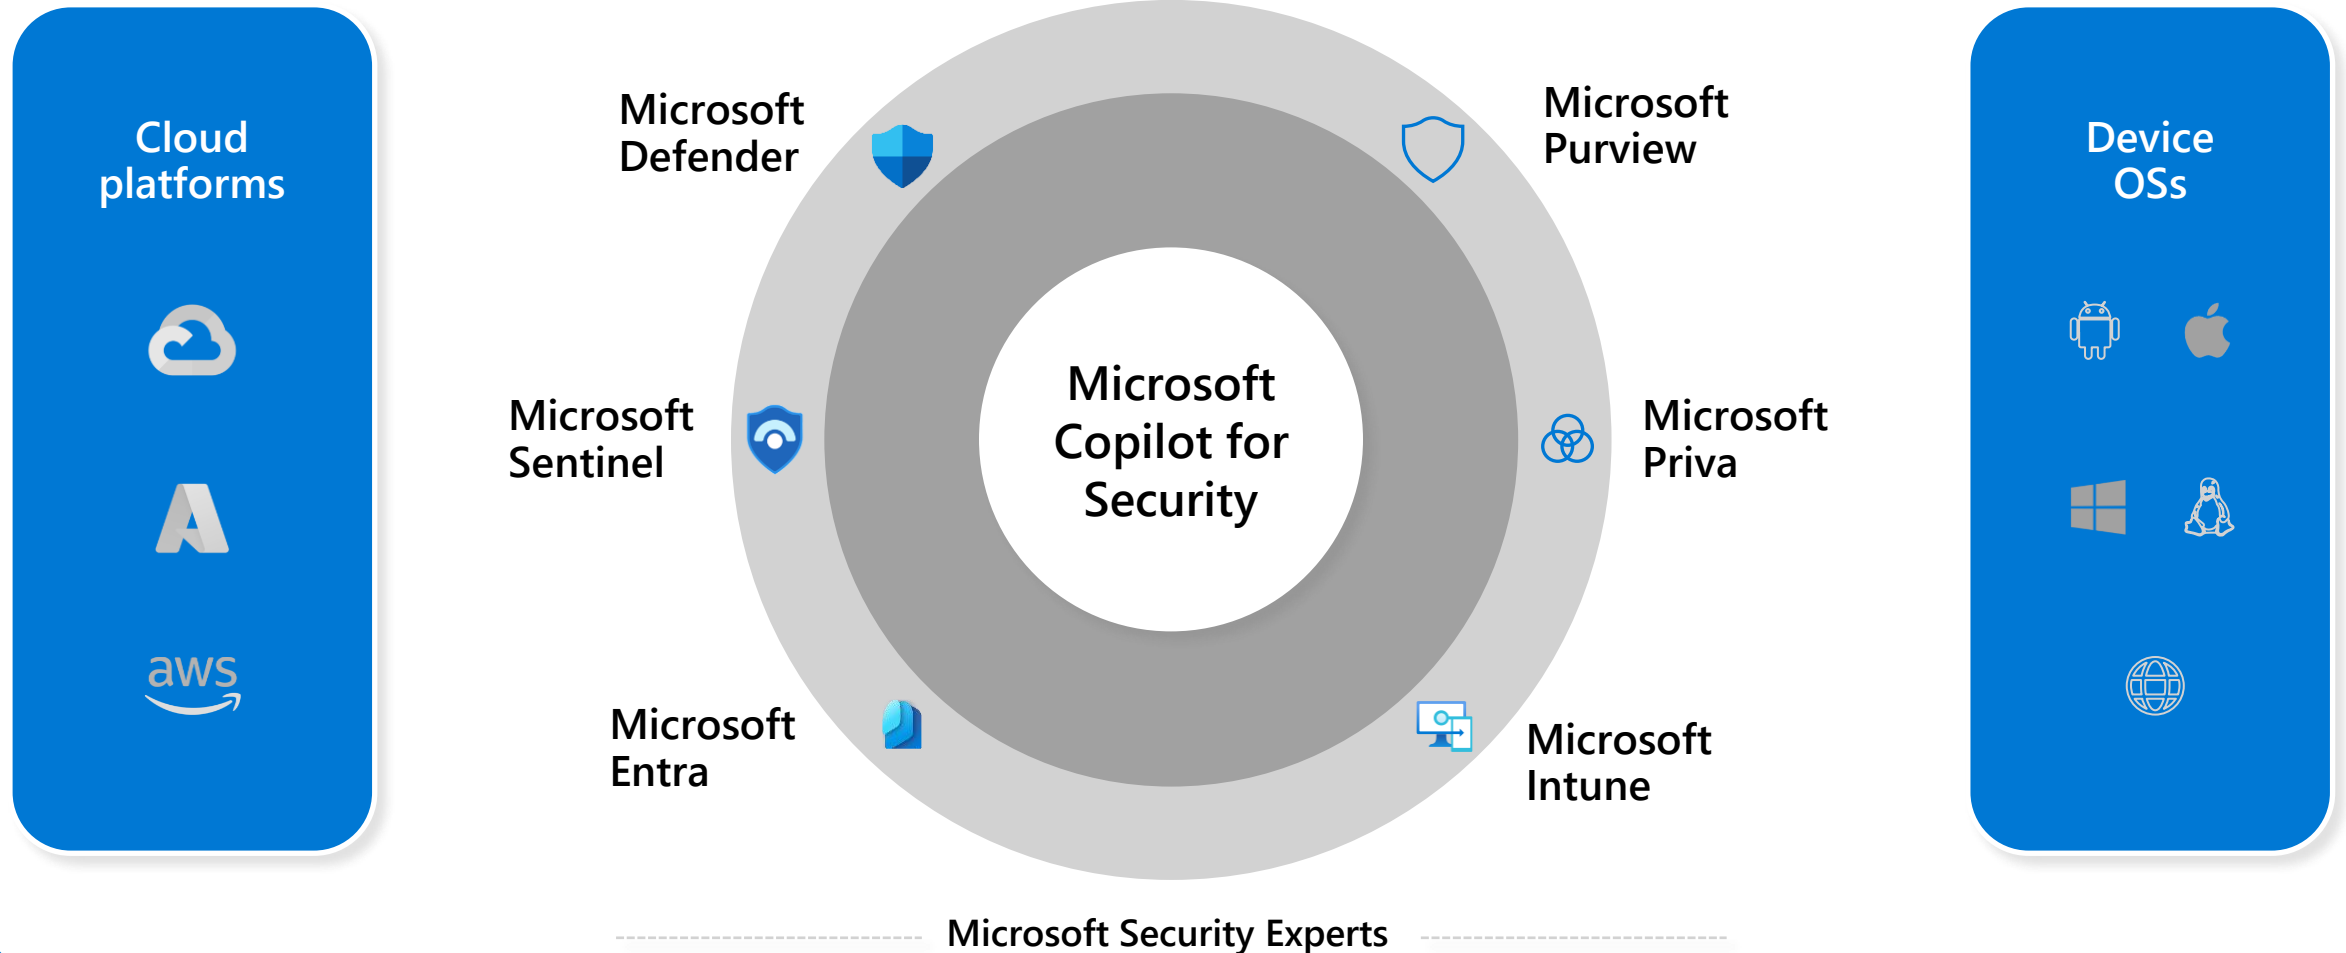 Cloud
platforms
aws
Microsoft
Defender
Microsoft
Sentinel
Microsoft
Entra
Microsoft
Copilot for
Security
Microsoft
Purview
Microsoft
Priva
Microsoft
Intune
Device
OSs
Microsoft Security Experts